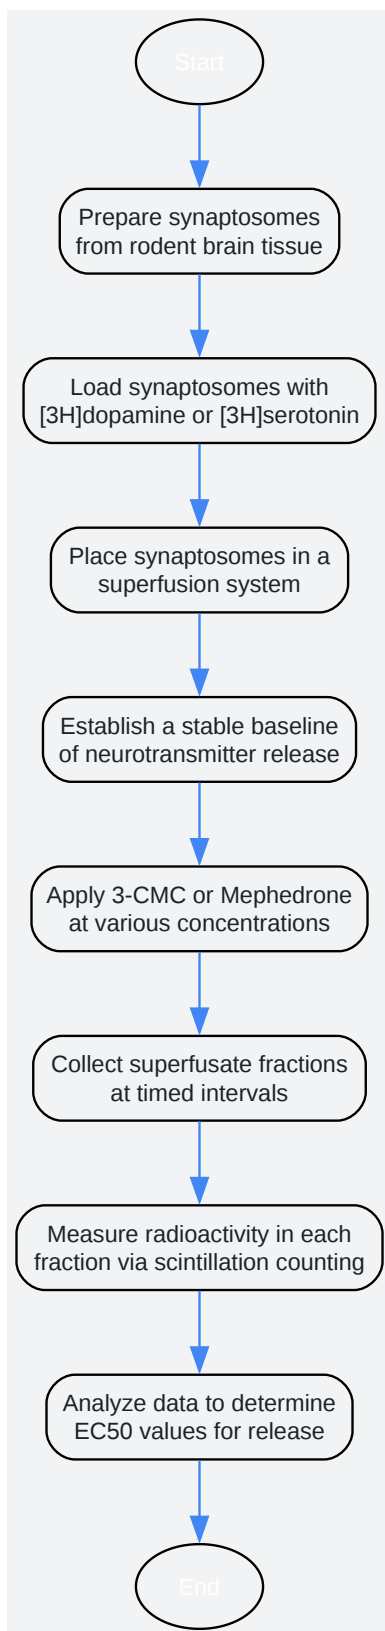 Start
Prepare synaptosomes
from rodent brain tissue
Load synaptosomes with
[3H]dopamine or [3H]serotonin
Place synaptosomes in a
superfusion system
Establish a stable baseline
of neurotransmitter release
Apply 3-CMC or Mephedrone
at various concentrations
Collect superfusate fractions
at timed intervals
Measure radioactivity in each
fraction via scintillation counting
Analyze data to determine
EC50 values for release
End